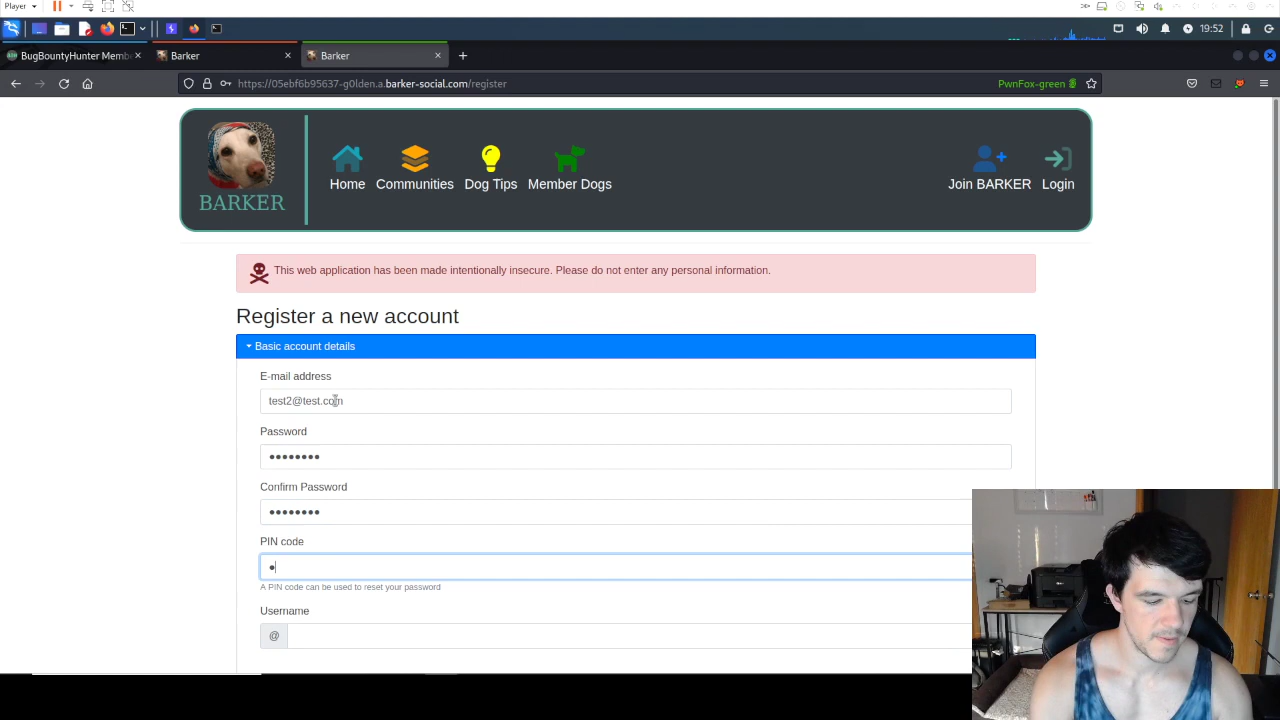 Player
19:52
BugBountyHunter Memb
Barker
Barker
https://05ebf6b95637-g0lden.a.barker-social.com/register
PwnFox-green
BARKER
Home
Communities
Dog Tips
Member Dogs
Join BARKER
Login
This web application has been made intentionally insecure. Please do not enter any personal information.
Register a new account
Basic account details
E-mail address
test2@test.com
Password
••••••••
Confirm Password
••••••••
PIN code
•
A PIN code can be used to reset your password
Username
@